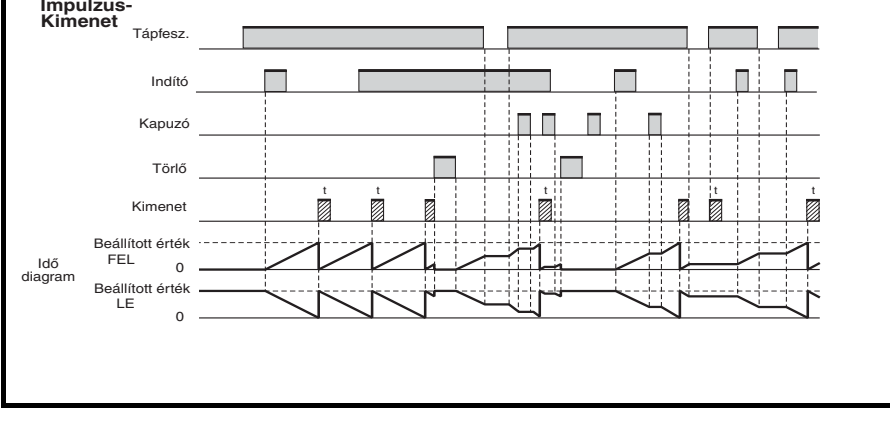 Impulzus-
Kimenet
Tápfesz.
Indító
Kapuzó
Törlő
t t t t t
Kimenet
Beállított érték
FEL
Idő
diagram
0
Beállított érték
LE
0